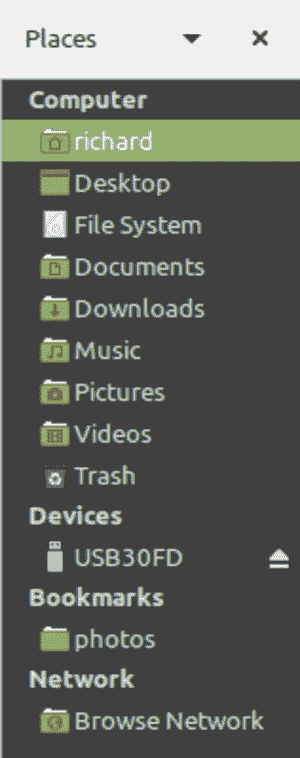 Places
Computer
richard
Desktop
File System
Documents
Downloads
Music
Pictures
Videos
Trash
Devices
USB30FD
Bookmarks
photos
Network
Browse Network